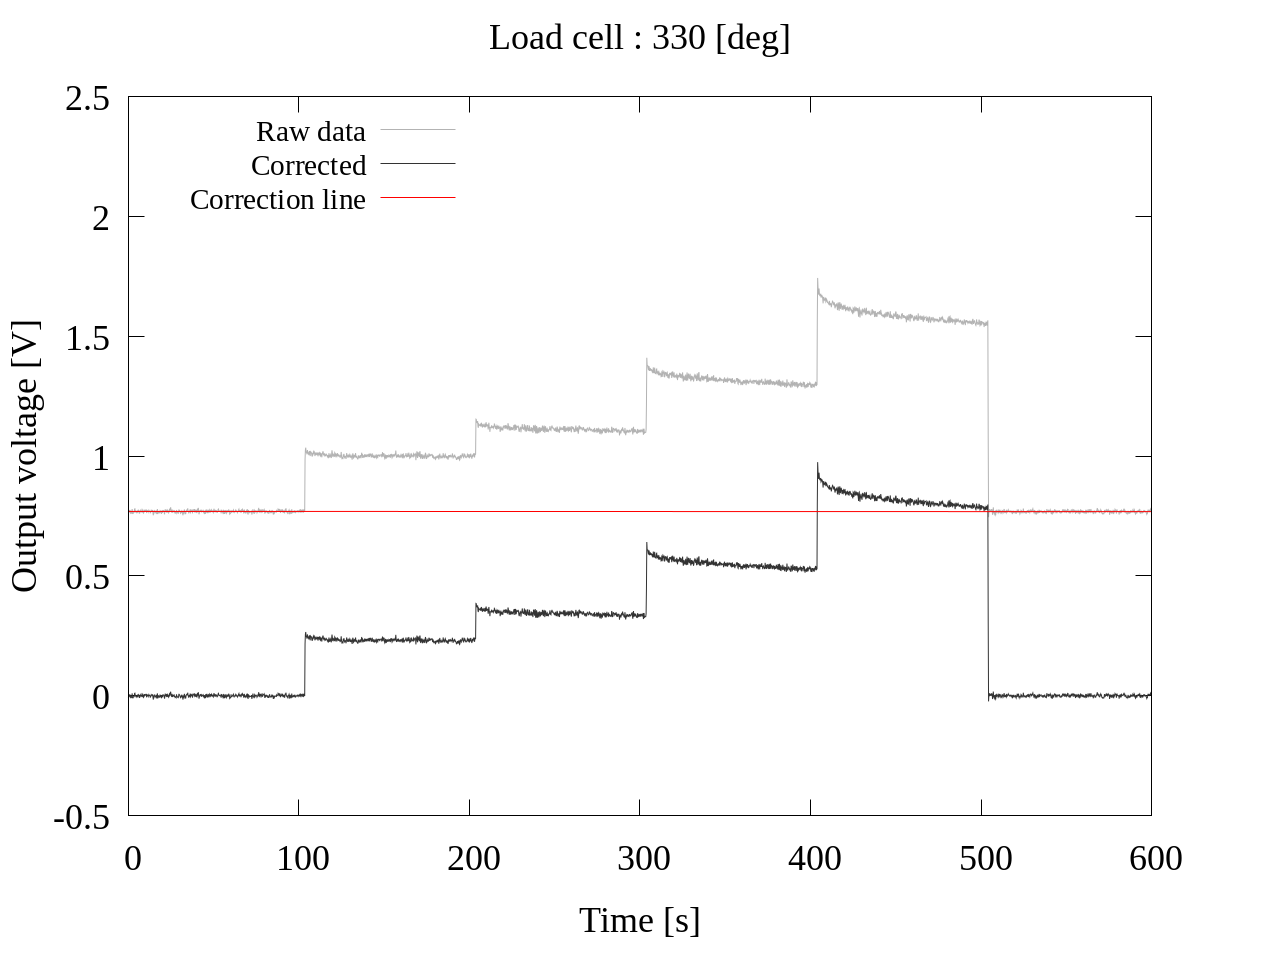 Load cell : 330 [deg]
2.5
2
1.5
1
0.5
0
-0.5
Raw data
Corrected
Correction line
Output voltage [V]
0 100 200 300 400 500 600
Time [s]